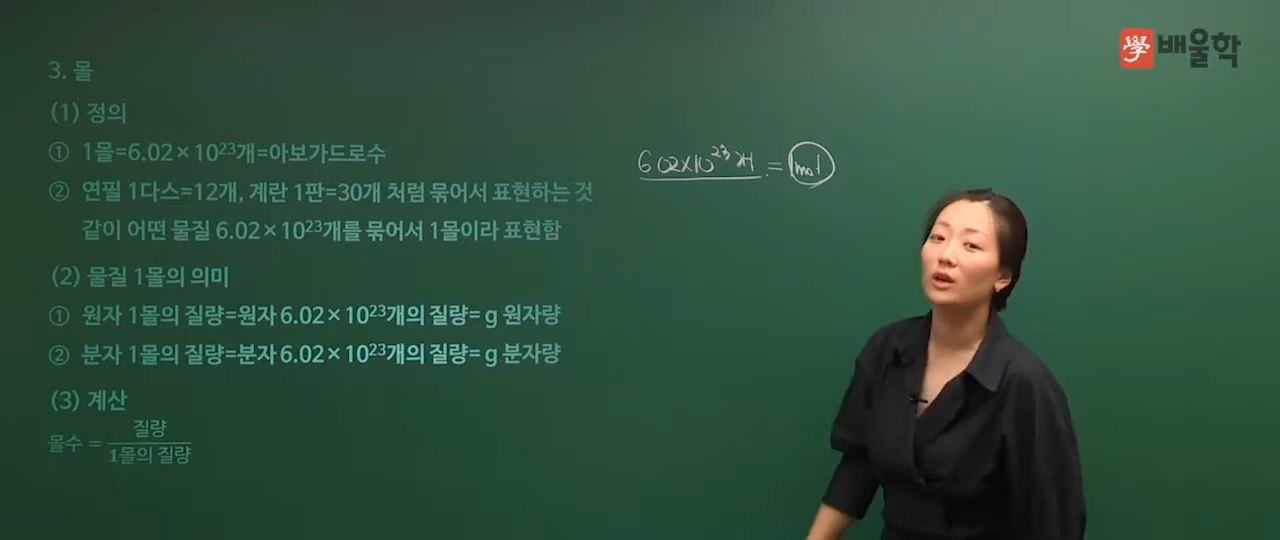 學 배울학
3. 몰
(1) 정의
① 1몰=6.02×10²³개=아보가드로수
② 연필 1다스=12개, 계란 1판=30개 처럼 묶어서 표현하는 것
같이 어떤 물질 6.02×10²³개를 묶어서 1몰이라 표현함
(2) 물질 1몰의 의미
① 원자 1몰의 질량=원자 6.02×10²³개의 질량= g 원자량
② 분자 1몰의 질량=분자 6.02×10²³개의 질량= g 분자량
(3) 계산
몰수 = 질량
1몰의 질량
6.02×10²³개 = 1mol